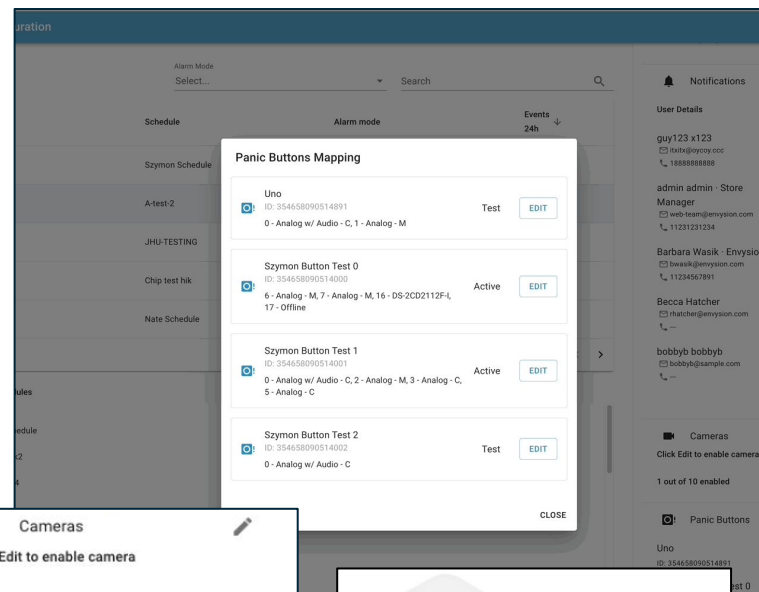 uration
Alarm Mode
Select...
Search
Schedule
Alarm mode
Events
24h
Szymon Schedule
A-test-2
JHU-TESTING
Chip test hik
Nate Schedule
Panic Buttons Mapping
Uno
ID: 354658090514891
0 - Analog w/ Audio - C, 1 - Analog - M
Test
EDIT
Szymon Button Test 0
ID: 354658090514000
6 - Analog - M, 7 - Analog - M, 16 - DS-2CD2112F-I,
17 - Offline
Active
EDIT
Szymon Button Test 1
ID: 354658090514001
0 - Analog w/ Audio - C, 2 - Analog - M, 3 - Analog - C,
5 - Analog - C
Active
EDIT
Szymon Button Test 2
ID: 354658090514002
0 - Analog w/ Audio - C
Test
EDIT
CLOSE
Notifications
User Details
guy123 x123
itxitx@oycoy.ccc
18888888888
admin admin · Store
Manager
web-team@envysion.com
11231231234
Barbara Wasik · Envysio
bwasik@envysion.com
11234567891
Becca Hatcher
rhatcher@envysion.com
--
bobbyb bobbyb
bobbyb@sample.com
--
Cameras
Click Edit to enable camera
1 out of 10 enabled
Panic Buttons
Uno
ID: 354658090514891
est 0
ules
edule
Cameras
Edit to enable camera